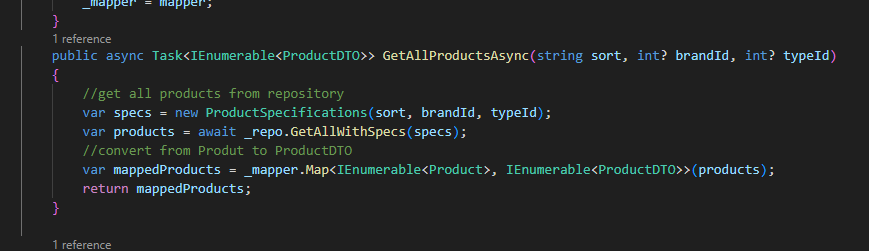 _mapper = mapper;
}
1 reference
public async Task<IEnumerable<ProductDTO>> GetAllProductsAsync(string sort, int? brandId, int? typeId)
{
//get all products from repository
var specs = new ProductSpecifications(sort, brandId, typeId);
var products = await _repo.GetAllWithSpecs(specs);
//convert from Produt to ProductDTO
var mappedProducts = _mapper.Map<IEnumerable<Product>, IEnumerable<ProductDTO>>(products);
return mappedProducts;
}
1 reference